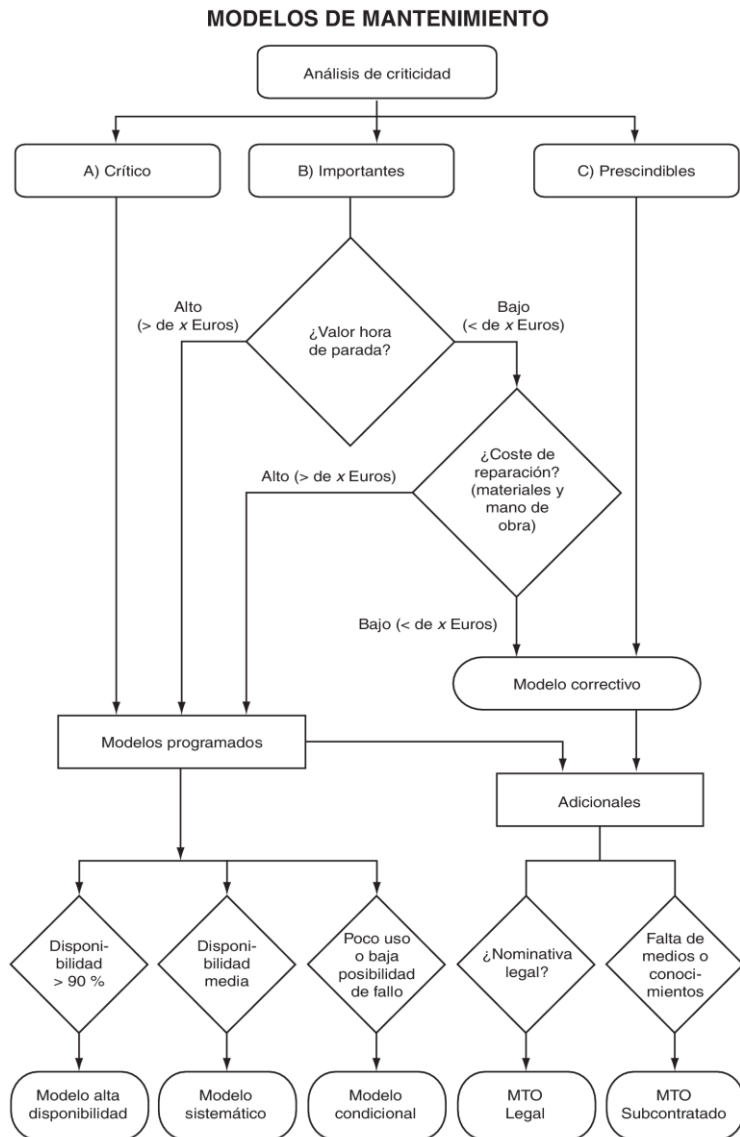 MODELOS DE MANTENIMIENTO
Análisis de criticidad
A) Crítico
B) Importantes
C) Prescindibles
Alto
(> de x Euros)
¿Valor hora
de parada?
Bajo
(< de x Euros)
Alto (> de x Euros)
¿Coste de
reparación?
(materiales y
mano de
obra)
Bajo (< de x Euros)
Modelo correctivo
Modelos programados
Adicionales
Disponi-
bilidad
> 90 %
Disponi-
bilidad
media
Poco uso
o baja
posibilidad
de fallo
¿Nominativa
legal?
Falta de
medios o
conoci-
mientos
Modelo alta
disponibilidad
Modelo
sistemático
Modelo
condicional
MTO
Legal
MTO
Subcontratado